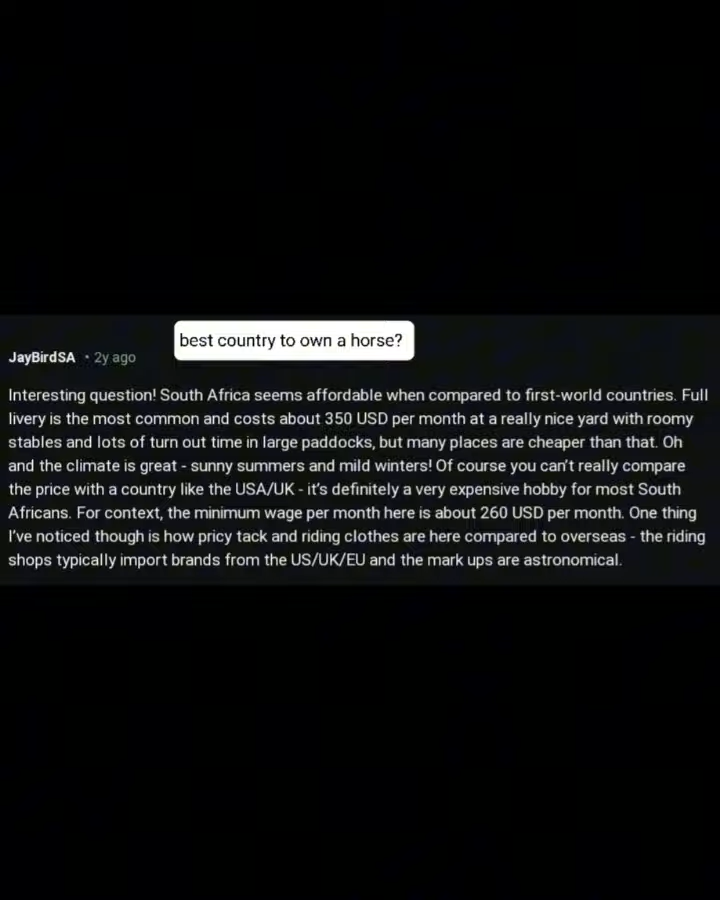 best country to own a horse?
JayBirdSA • 2y ago
Interesting question! South Africa seems affordable when compared to first-world countries. Full
livery is the most common and costs about 350 USD per month at a really nice yard with roomy
stables and lots of turn out time in large paddocks, but many places are cheaper than that. Oh
and the climate is great - sunny summers and mild winters! Of course you can't really compare
the price with a country like the USA/UK - it's definitely a very expensive hobby for most South
Africans. For context, the minimum wage per month here is about 260 USD per month. One thing
I've noticed though is how pricy tack and riding clothes are here compared to overseas - the riding
shops typically import brands from the US/UK/EU and the mark ups are astronomical.